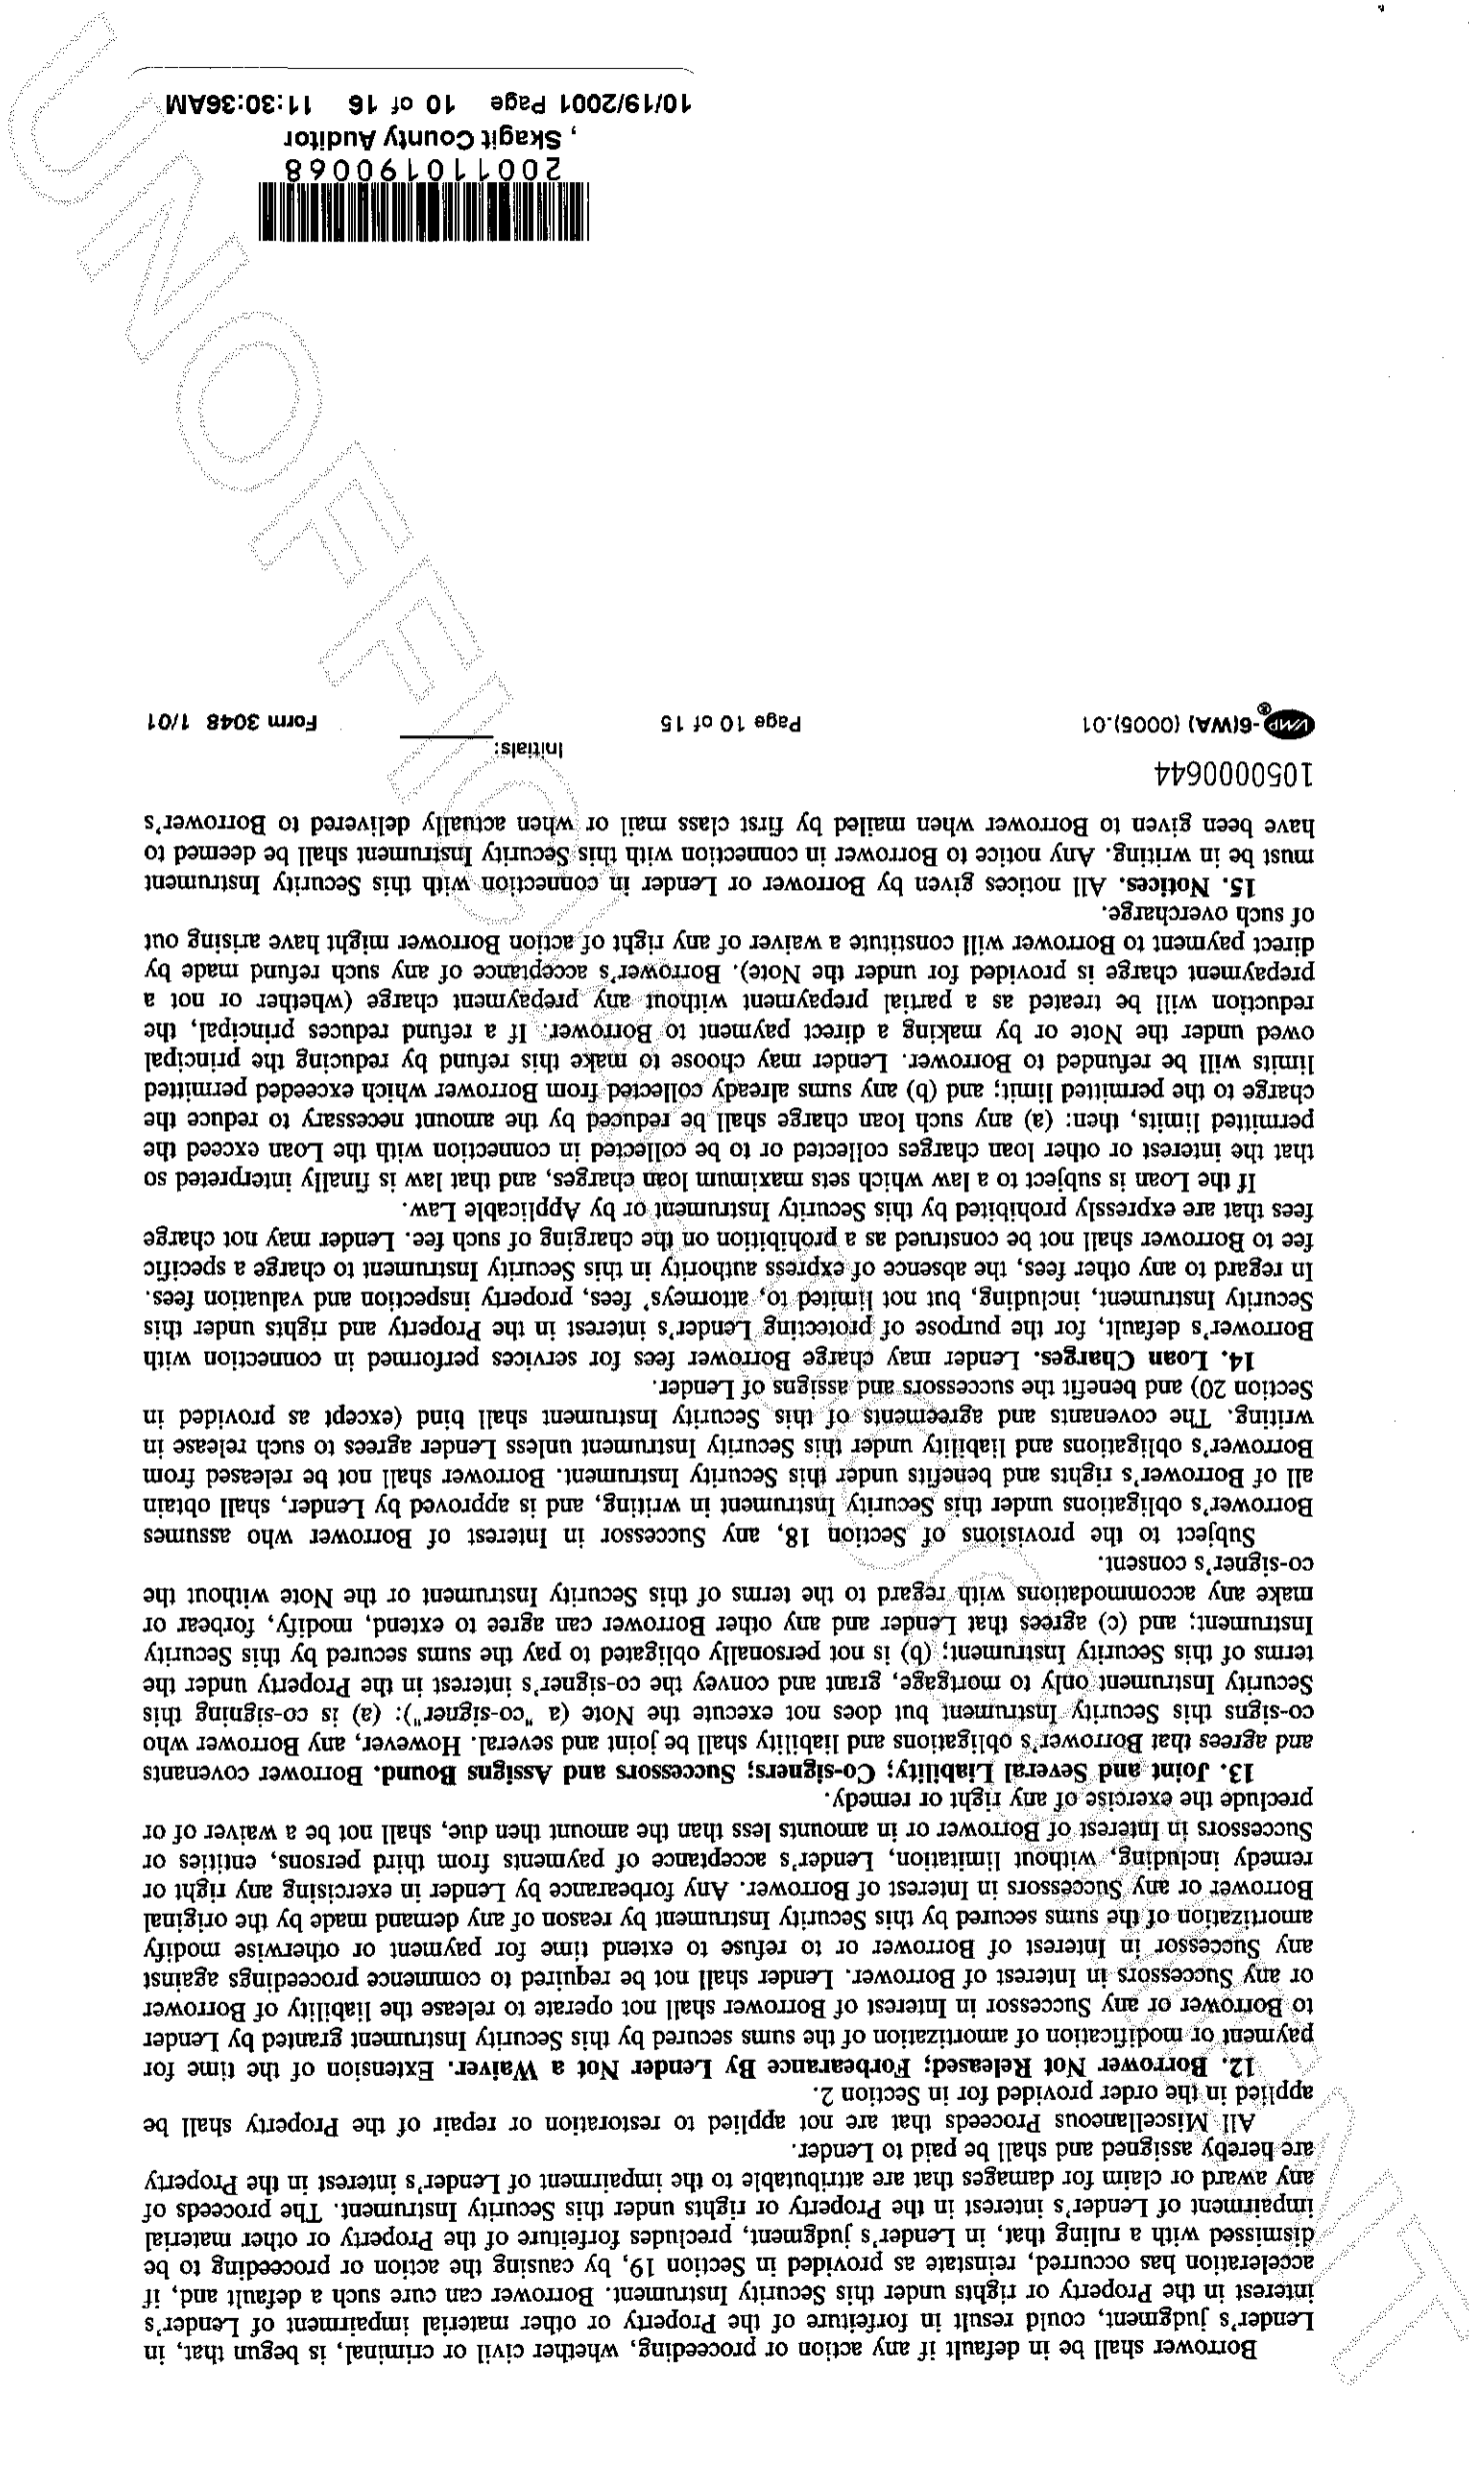 Borrower shall be in default if any action or proceeding, whether civil or criminal, is begun that, in
Lender's judgment, could result in forfeiture of the Property or other material impairment of Lender's
interest in the Property or rights under this Security Instrument. Borrower can cure such a default and, if
acceleration has occurred, reinstate as provided in Section 19, by causing the action or proceeding to be
dismissed with a ruling that, in Lender's judgment, precludes forfeiture of the Property or other material
impairment of Lender's interest in the Property or rights under this Security Instrument. The proceeds of
any award or claim for damages that are attributable to the impairment of Lender's interest in the Property
are hereby assigned and shall be paid to Lender.
All Miscellaneous Proceeds that are not applied to restoration or repair of the Property shall be
applied in the order provided for in Section 2.
12. Borrower Not Released; Forbearance By Lender Not a Waiver. Extension of the time for
payment or modification of amortization of the sums secured by this Security Instrument granted by Lender
to Borrower or any Successor in Interest of Borrower shall not operate to release the liability of Borrower
or any Successors in Interest of Borrower. Lender shall not be required to commence proceedings against
any Successor in Interest of Borrower or to refuse to extend time for payment or otherwise modify
amortization of the sums secured by this Security Instrument by reason of any demand made by the original
Borrower or any Successors in Interest of Borrower. Any forbearance by Lender in exercising any right or
remedy including, without limitation, Lender's acceptance of payments from third persons, entities or
Successors in Interest of Borrower or in amounts less than the amount then due, shall not be a waiver of or
preclude the exercise of any right or remedy.
13. Joint and Several Liability; Co-signers; Successors and Assigns Bound. Borrower covenants
and agrees that Borrower's obligations and liability shall be joint and several. However, any Borrower who
co-signs this Security Instrument but does not execute the Note (a "co-signer"): (a) is co-signing this
Security Instrument only to mortgage, grant and convey the co-signer's interest in the Property under the
terms of this Security Instrument; (b) is not personally obligated to pay the sums secured by this Security
Instrument; and (c) agrees that Lender and any other Borrower can agree to extend, modify, forbear or
make any accommodations with regard to the terms of this Security Instrument or the Note without the
co-signer's consent.
Subject to the provisions of Section 18, any Successor in Interest of Borrower who assumes
Borrower's obligations under this Security Instrument in writing, and is approved by Lender, shall obtain
all of Borrower's rights and benefits under this Security Instrument. Borrower shall not be released from
Borrower's obligations and liability under this Security Instrument unless Lender agrees to such release in
writing. The covenants and agreements of this Security Instrument shall bind (except as provided in
Section 20) and benefit the successors and assigns of Lender.
14. Loan Charges. Lender may charge Borrower fees for services performed in connection with
Borrower's default, for the purpose of protecting Lender's interest in the Property and rights under this
Security Instrument, including, but not limited to, attorneys' fees, property inspection and valuation fees.
In regard to any other fees, the absence of express authority in this Security Instrument to charge a specific
fee to Borrower shall not be construed as a prohibition on the charging of such fee. Lender may not charge
fees that are expressly prohibited by this Security Instrument or by Applicable Law.
If the Loan is subject to a law which sets maximum loan charges, and that law is finally interpreted so
that the interest or other loan charges collected or to be collected in connection with the Loan exceed the
permitted limits, then: (a) any such loan charge shall be reduced by the amount necessary to reduce the
charge to the permitted limit; and (b) any sums already collected from Borrower which exceeded permitted
limits will be refunded to Borrower. Lender may choose to make this refund by reducing the principal
owed under the Note or by making a direct payment to Borrower. If a refund reduces principal, the
reduction will be treated as a partial prepayment without any prepayment charge (whether or not a
prepayment charge is provided for under the Note). Borrower's acceptance of any such refund made by
direct payment to Borrower will constitute a waiver of any right of action Borrower might have arising out
of such overcharge.
15. Notices. All notices given by Borrower or Lender in connection with this Security Instrument
must be in writing. Any notice to Borrower in connection with this Security Instrument shall be deemed to
have been given to Borrower when mailed by first class mail or when actually delivered to Borrower's
1050000644
Initials:
VMP®-6(WA) (0005).01 Page 10 of 15 Form 3048 1/01
200110190068
, Skagit County Auditor
10/19/2001 Page 10 of 16 11:30:36AM
UNOFFICIAL DOCUMENT